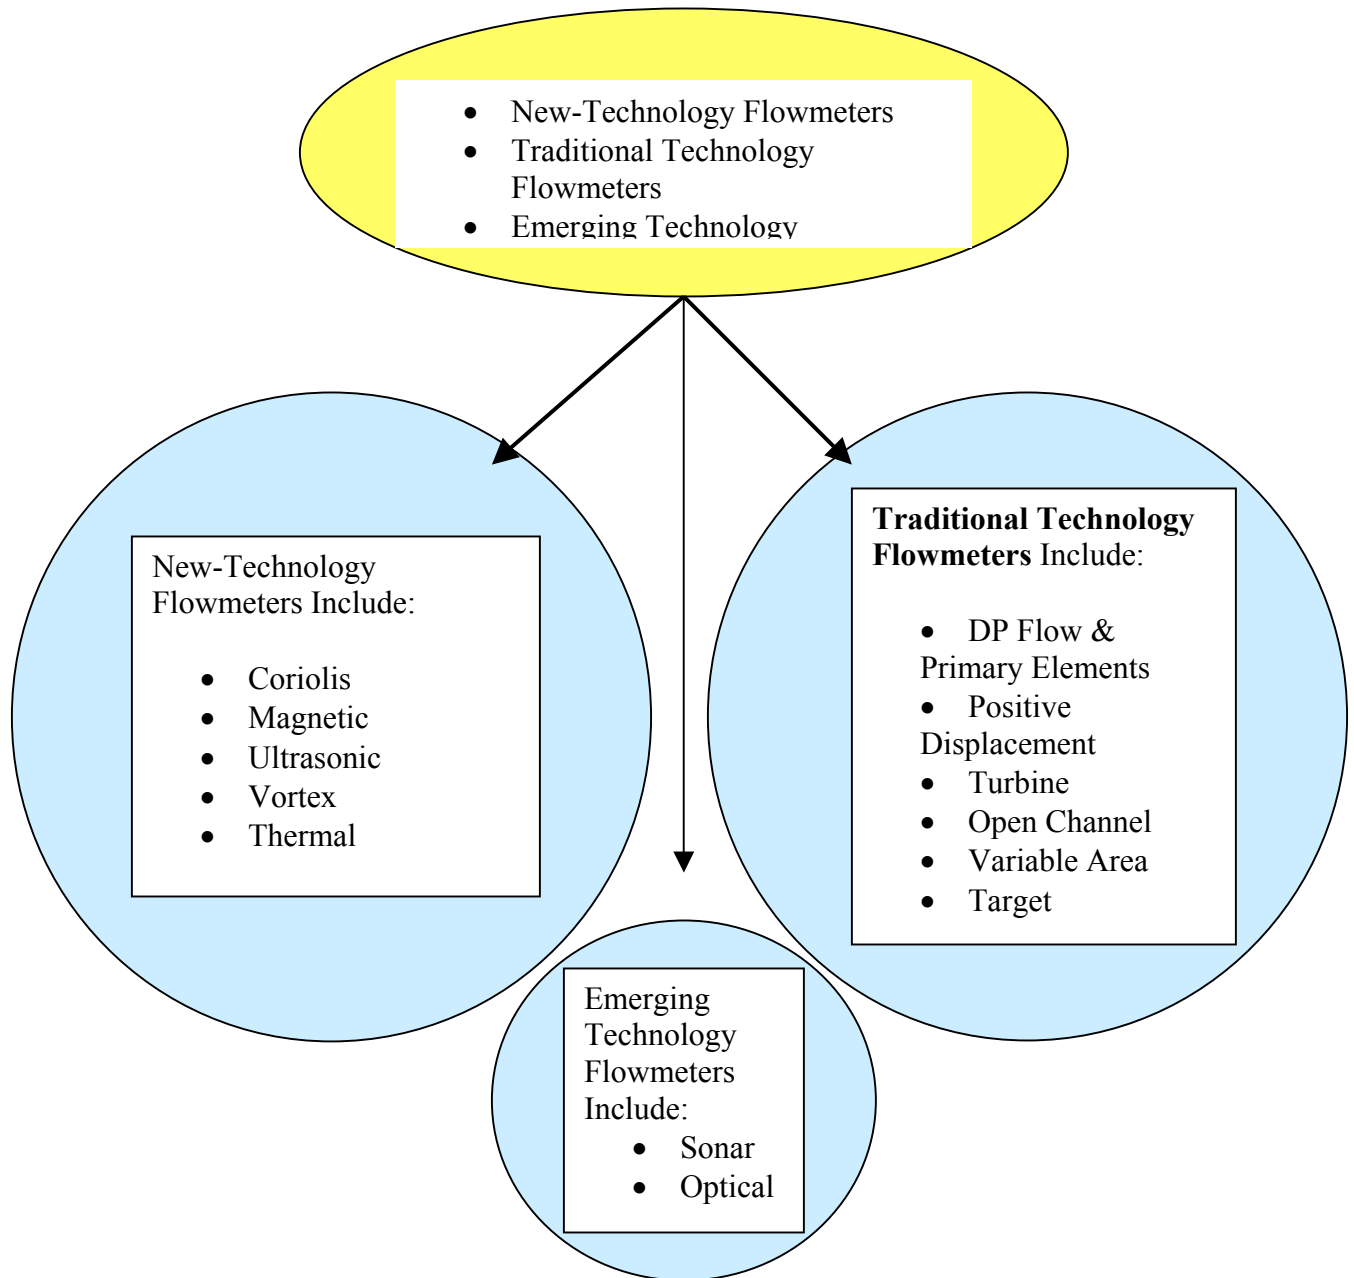 • New-Technology Flowmeters
• Traditional Technology
Flowmeters
• Emerging Technology
New-Technology
Flowmeters Include:
• Coriolis
• Magnetic
• Ultrasonic
• Vortex
• Thermal
Traditional Technology
Flowmeters Include:
• DP Flow &
Primary Elements
• Positive
Displacement
• Turbine
• Open Channel
• Variable Area
• Target
Emerging
Technology
Flowmeters
Include:
• Sonar
• Optical